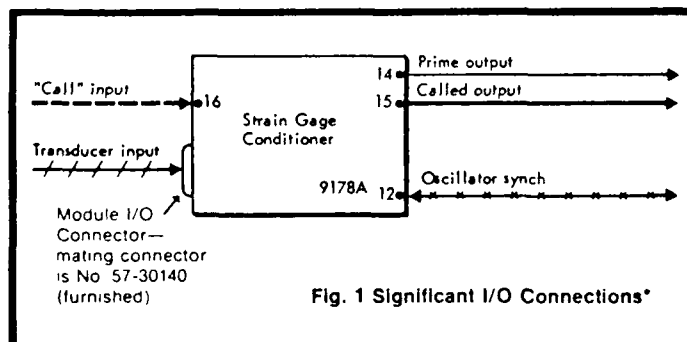 14 Prime output
15 Called output
"Call" input
16
Strain Gage
Conditioner
Transducer input
9178A
12 Oscillator synch
Module I/O
Connector—
mating connector
is No 57-30140
(furnished)
Fig. 1 Significant I/O Connections*